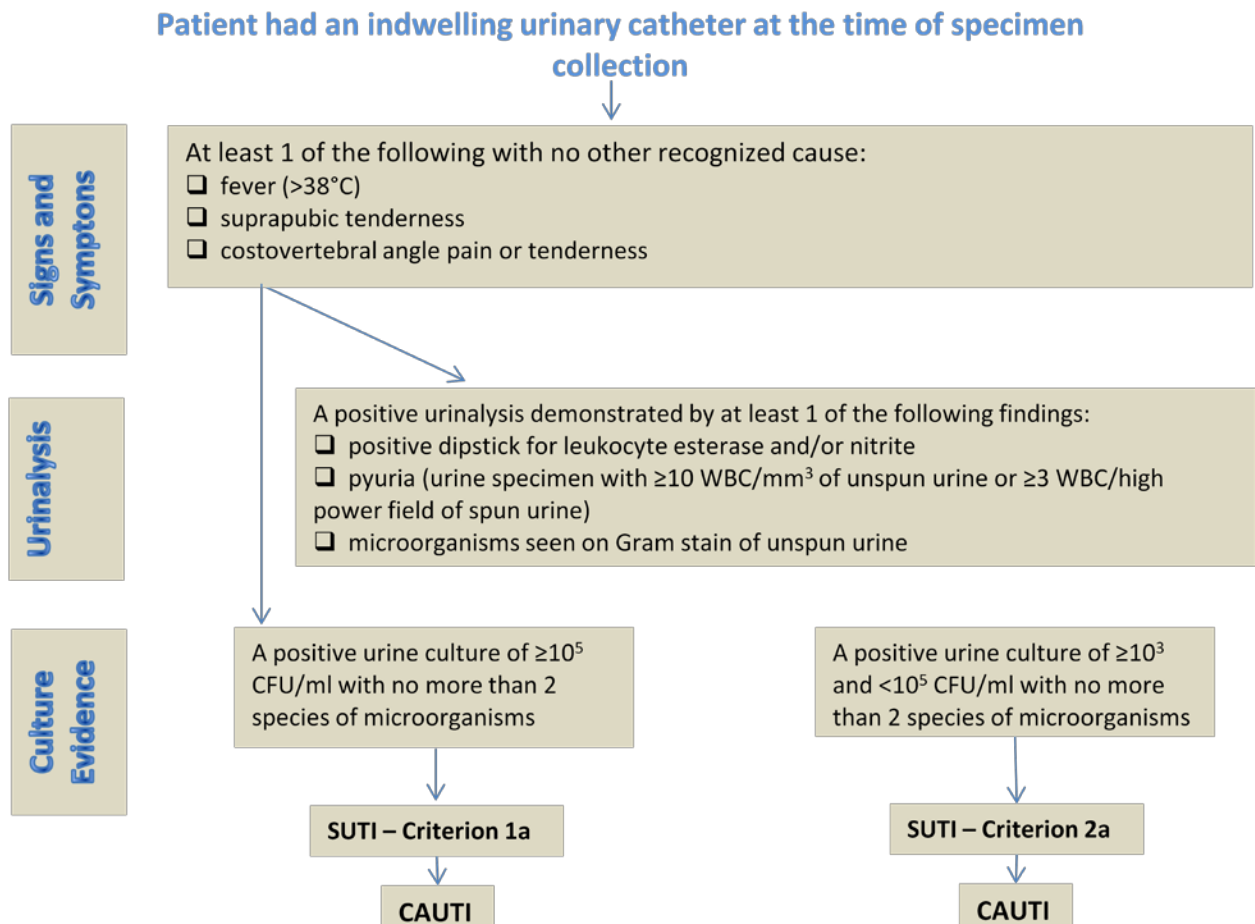 Patient had an indwelling urinary catheter at the time of specimen
collection
Signs and
Symptons
At least 1 of the following with no other recognized cause:
❑ fever (>38°C)
❑ suprapubic tenderness
❑ costovertebral angle pain or tenderness
Urinalysis
A positive urinalysis demonstrated by at least 1 of the following findings:
❑ positive dipstick for leukocyte esterase and/or nitrite
❑ pyuria (urine specimen with ≥10 WBC/mm³ of unspun urine or ≥3 WBC/high
power field of spun urine)
❑ microorganisms seen on Gram stain of unspun urine
Culture
Evidence
A positive urine culture of ≥10⁵
CFU/ml with no more than 2
species of microorganisms
A positive urine culture of ≥10³
and <10⁵ CFU/ml with no more
than 2 species of microorganisms
SUTI – Criterion 1a
SUTI – Criterion 2a
CAUTI
CAUTI